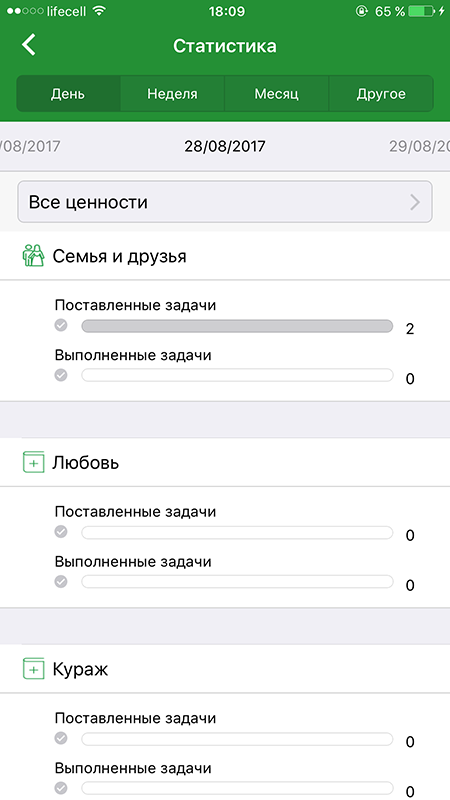 lifecell 18:09 65 %
Статистика
День Неделя Месяц Другое
/08/2017 28/08/2017 29/08/20
Все ценности
Семья и друзья
Поставленные задачи
2
Выполненные задачи
0
Любовь
Поставленные задачи
0
Выполненные задачи
0
Кураж
Поставленные задачи
0
Выполненные задачи
0